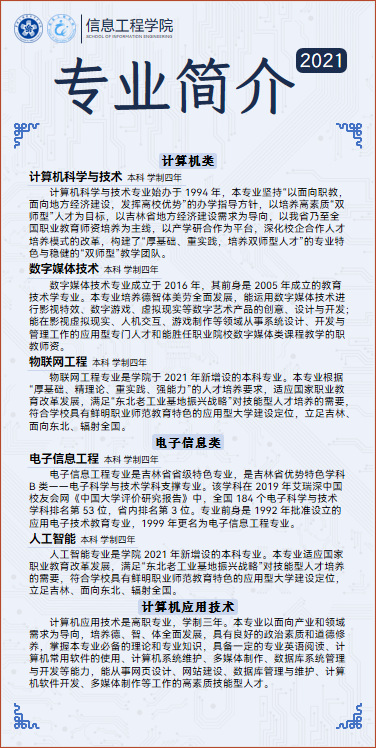 信息工程学院
SCHOOL OF INFORMATION ENGINEERING
专业简介
2021
计算机类
计算机科学与技术 本科 学制四年
计算机科学与技术专业始办于 1994 年，本专业坚持“以面向职教，
面向地方经济建设，发挥高校优势”的办学指导方针，以培养高素质“双
师型”人才为目标，以吉林省地方经济建设需求为导向，以我省乃至全
国职业教育师资培养为主线，以产学研合作为平台，深化校企合作人才
培养模式的改革，构建了“厚基础、重实践，培养双师型人才”的专业特
色与稳健的“双师型”教学团队。
数字媒体技术 本科 学制四年
数字媒体技术专业成立于 2016 年，其前身是 2005 年成立的教育
技术学专业。本专业培养德智体美劳全面发展，能运用数字媒体技术进
行影视特效、数字游戏、虚拟现实等数字艺术产品的创意、设计与开发；
能在影视虚拟现实、人机交互、游戏制作等领域从事系统设计、开发与
管理工作的应用型专门人才和能胜任职业院校数字媒体类课程教学的职
教师资。
物联网工程 本科 学制四年
物联网工程专业是学院于 2021 年新增设的本科专业。本专业根据
“厚基础、精理论、重实践、强能力”的人才培养要求，适应国家职业教
育改革发展，满足“东北老工业基地振兴战略”对技能型人才培养的需要，
符合学校具有鲜明职业师范教育特色的应用型大学建设定位，立足吉林、
面向东北、辐射全国。
电子信息类
电子信息工程 本科 学制四年
电子信息工程专业是吉林省省级特色专业，是吉林省优势特色学科
B 类一一电子科学与技术学科支撑专业。该学科在 2019 年艾瑞深中国
校友会网《中国大学评价研究报告》中，全国 184 个电子科学与技术
学科排名第 53 位，省内排名第 3 位。专业前身是 1992 年批准设立的
应用电子技术教育专业，1999 年更名为电子信息工程专业。
人工智能 本科 学制四年
人工智能专业是学院 2021 年新增设的本科专业。本专业适应国家
职业教育改革发展，满足“东北老工业基地振兴战略”对技能型人才培养
的需要，符合学校具有鲜明职业师范教育特色的应用型大学建设定位，
立足吉林、面向东北、辐射全国。
计算机应用技术
计算机应用技术是高职专业，学制三年。本专业以面向产业和领域
需求为导向，培养德、智、体全面发展，具有良好的政治素质和道德修
养，掌握本专业必备的理论和专业知识，具备一定的专业英语阅读、计
算机常用软件的使用、计算机系统维护、多媒体制作、数据库系统管理
与开发等能力，能从事网页设计、网站建设、数据库管理与维护、计算
机软件开发、多媒体制作等工作的高素质技能型人才。